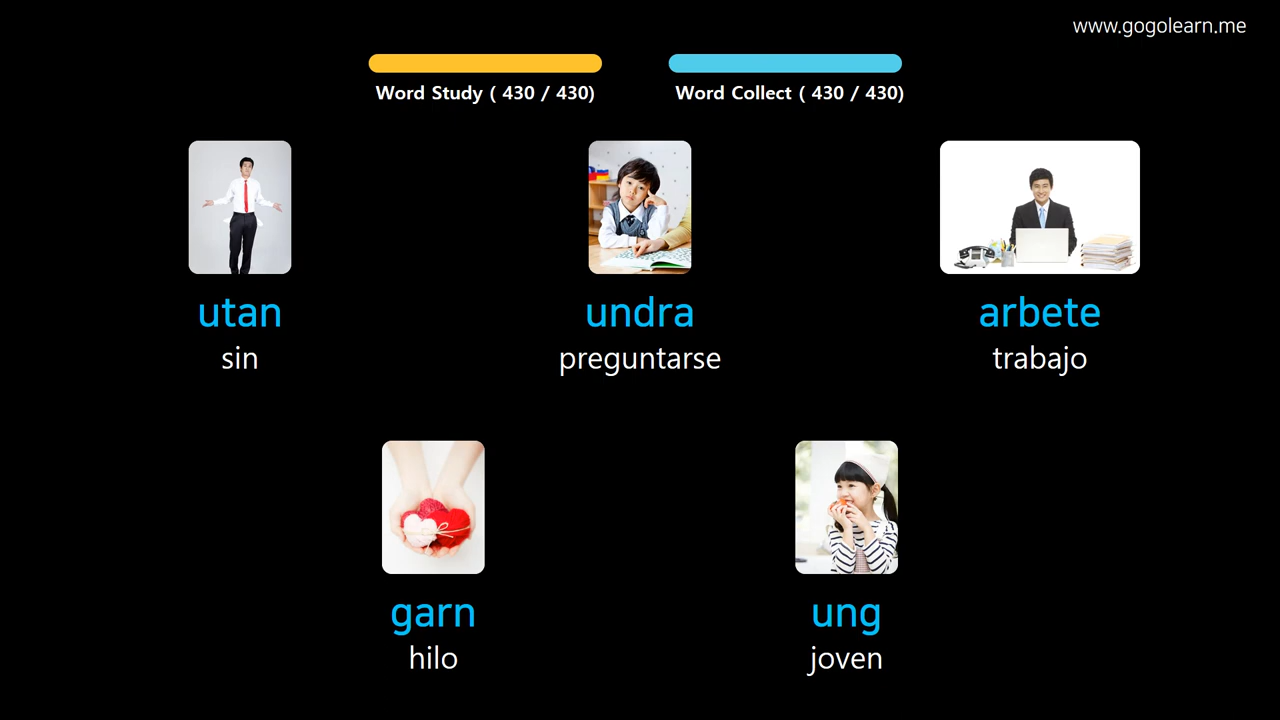 www.gogolearn.me
Word Study ( 430 / 430)
Word Collect ( 430 / 430)
utan
sin
undra
preguntarse
arbete
trabajo
garn
hilo
ung
joven